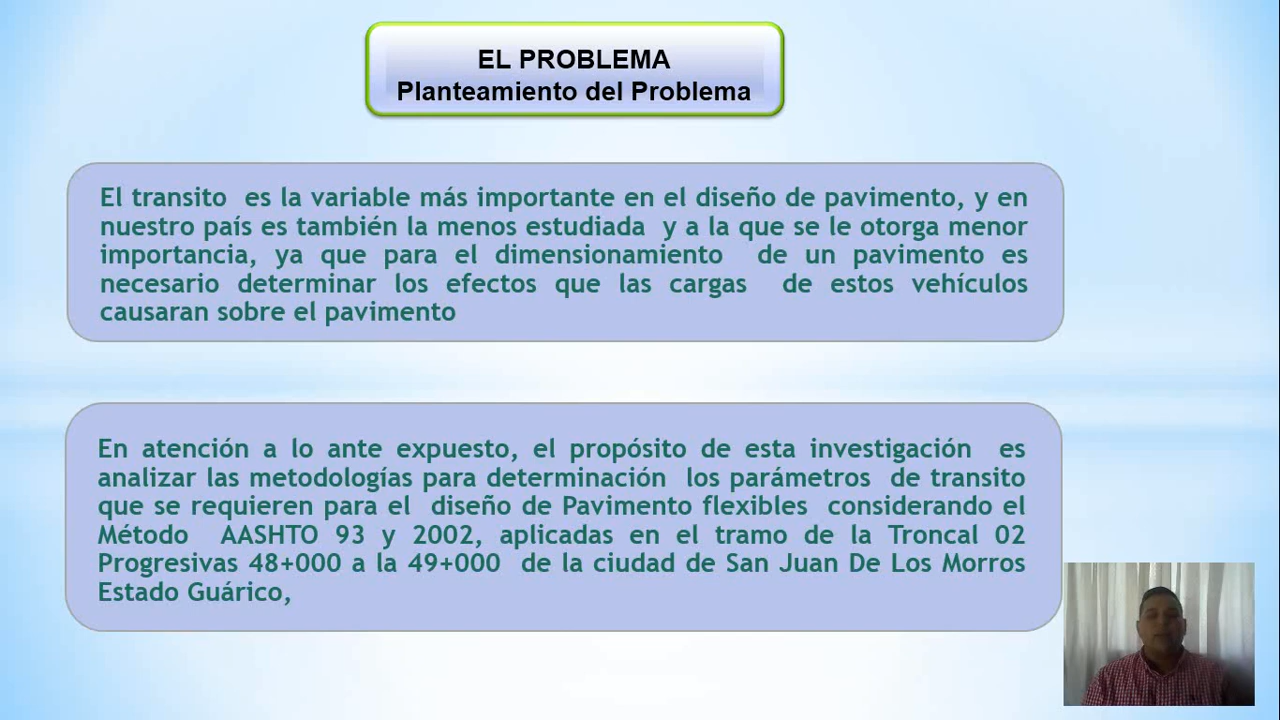 EL PROBLEMA
Planteamiento del Problema
El transito es la variable más importante en el diseño de pavimento, y en
nuestro país es también la menos estudiada y a la que se le otorga menor
importancia, ya que para el dimensionamiento de un pavimento es
necesario determinar los efectos que las cargas de estos vehículos
causaran sobre el pavimento
En atención a lo ante expuesto, el propósito de esta investigación es
analizar las metodologías para determinación los parámetros de transito
que se requieren para el diseño de Pavimento flexibles considerando el
Método AASHTO 93 y 2002, aplicadas en el tramo de la Troncal 02
Progresivas 48+000 a la 49+000 de la ciudad de San Juan De Los Morros
Estado Guárico,